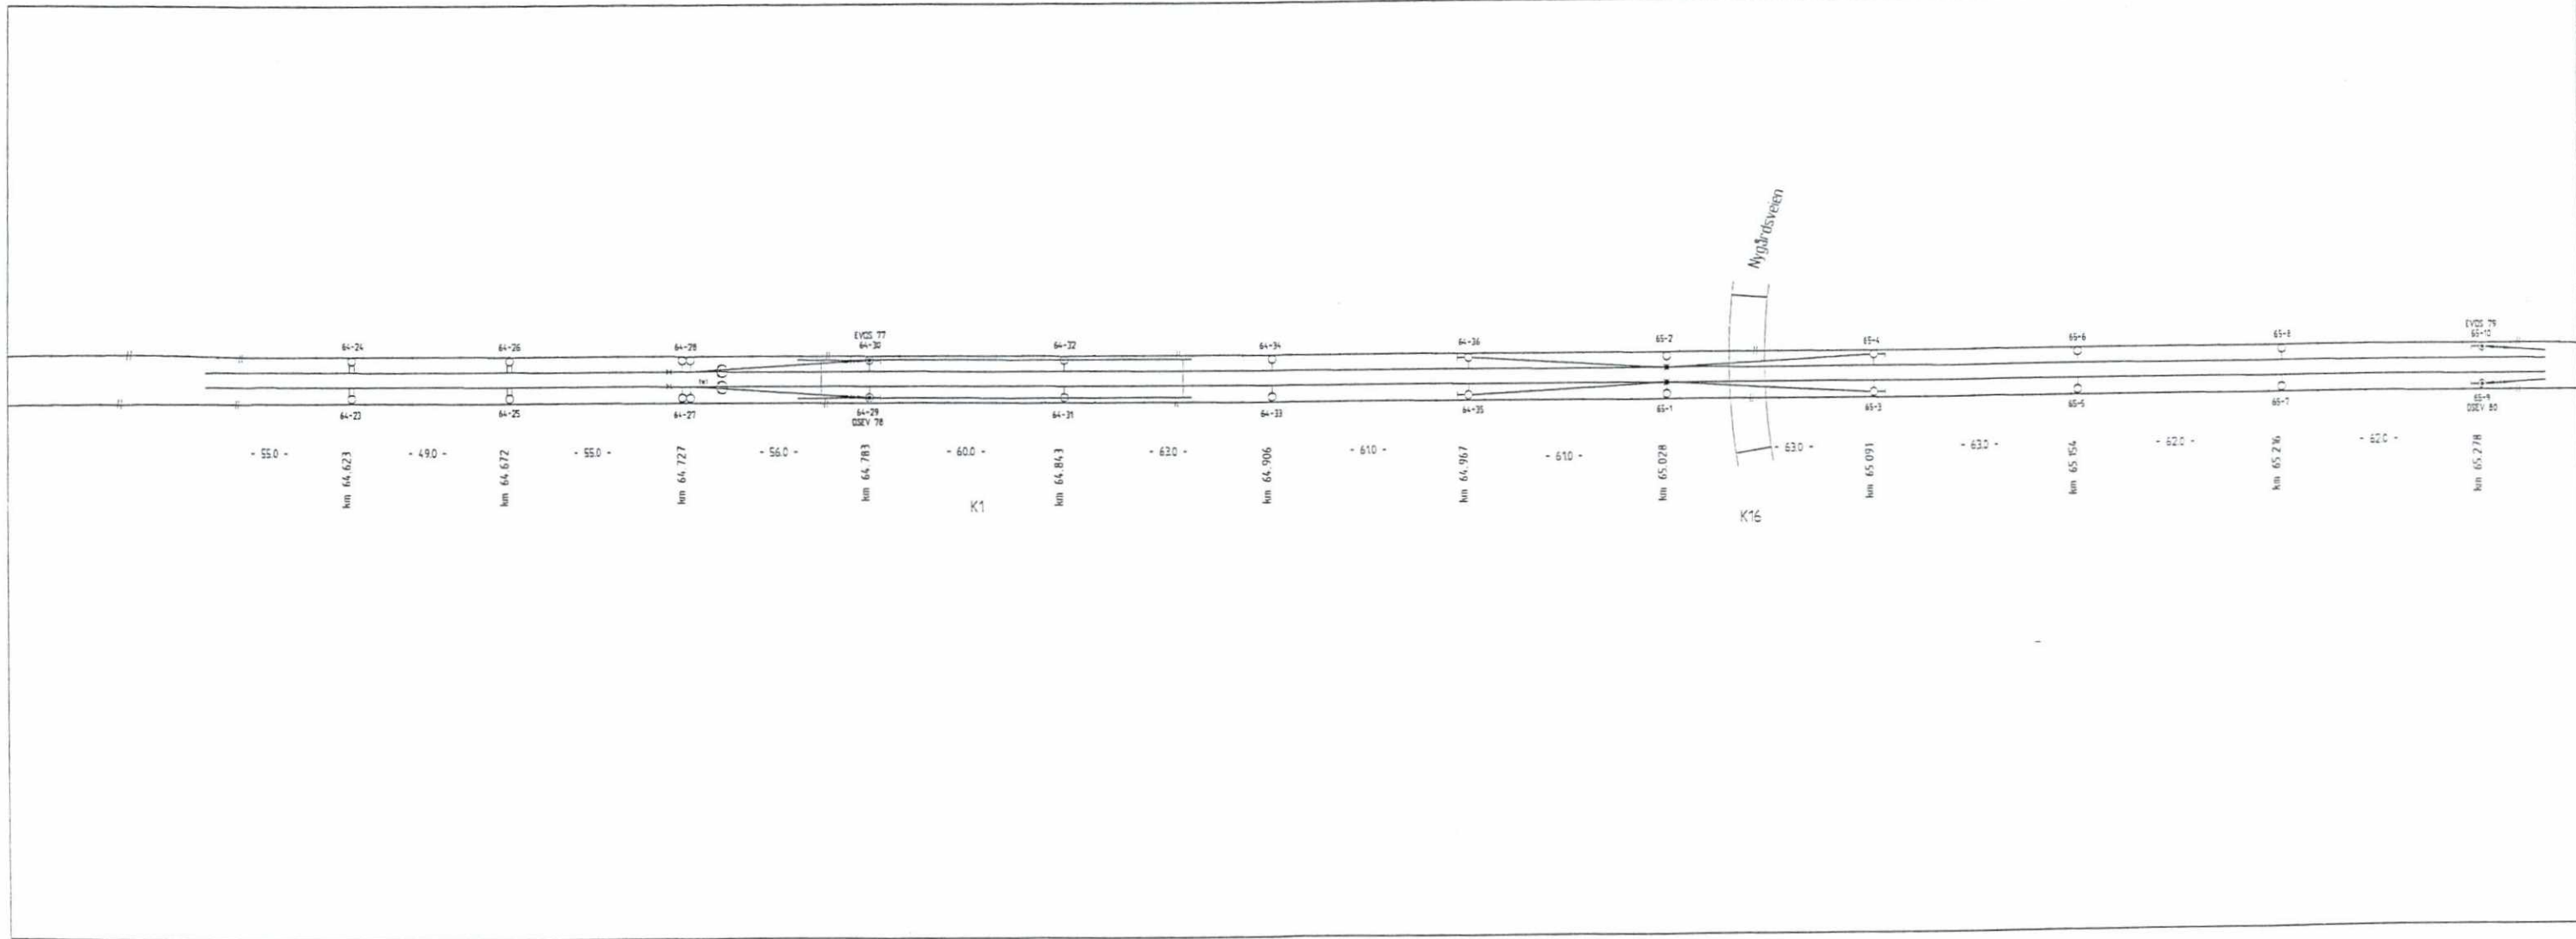 Nygårdsveien
EVOS 77
EVOS 79
64-24
64-26
64-28
64-30
64-32
64-34
64-36
65-2
65-4
65-6
65-8
65-10
64-23
64-25
64-27
64-29
64-31
64-33
64-35
65-1
65-3
65-5
65-7
65-9
OSEV 78
OSEV 80
- 55.0 -
- 49.0 -
- 55.0 -
- 56.0 -
- 60.0 -
- 63.0 -
- 61.0 -
- 61.0 -
- 63.0 -
- 63.0 -
- 62.0 -
- 62.0 -
km 64.623
km 64.672
km 64.727
km 64.783
km 64.843
km 64.906
km 64.967
km 65.028
km 65.091
km 65.154
km 65.216
km 65.278
K1
K16